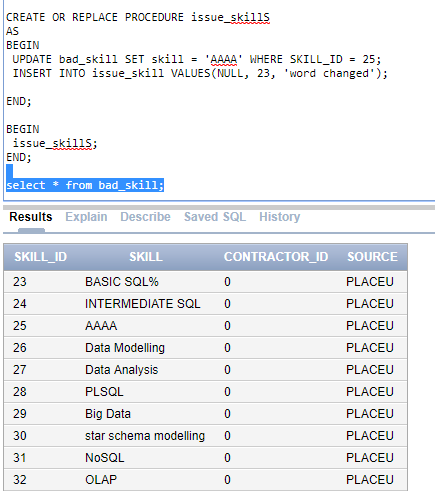 CREATE OR REPLACE PROCEDURE issue_skillS
AS
BEGIN
UPDATE bad_skill SET skill = 'AAAA' WHERE SKILL_ID = 25;
INSERT INTO issue_skill VALUES(NULL, 23, 'word changed');
END;
BEGIN
issue_skillS;
END;
select * from bad_skill;
Results Explain Describe Saved SQL History
SKILL_ID SKILL CONTRACTOR_ID SOURCE
23 BASIC SQL% 0 PLACEU
24 INTERMEDIATE SQL 0 PLACEU
25 AAAA 0 PLACEU
26 Data Modelling 0 PLACEU
27 Data Analysis 0 PLACEU
28 PLSQL 0 PLACEU
29 Big Data 0 PLACEU
30 star schema modelling 0 PLACEU
31 NoSQL 0 PLACEU
32 OLAP 0 PLACEU